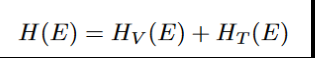 H(E) = H_V(E) + H_T(E)